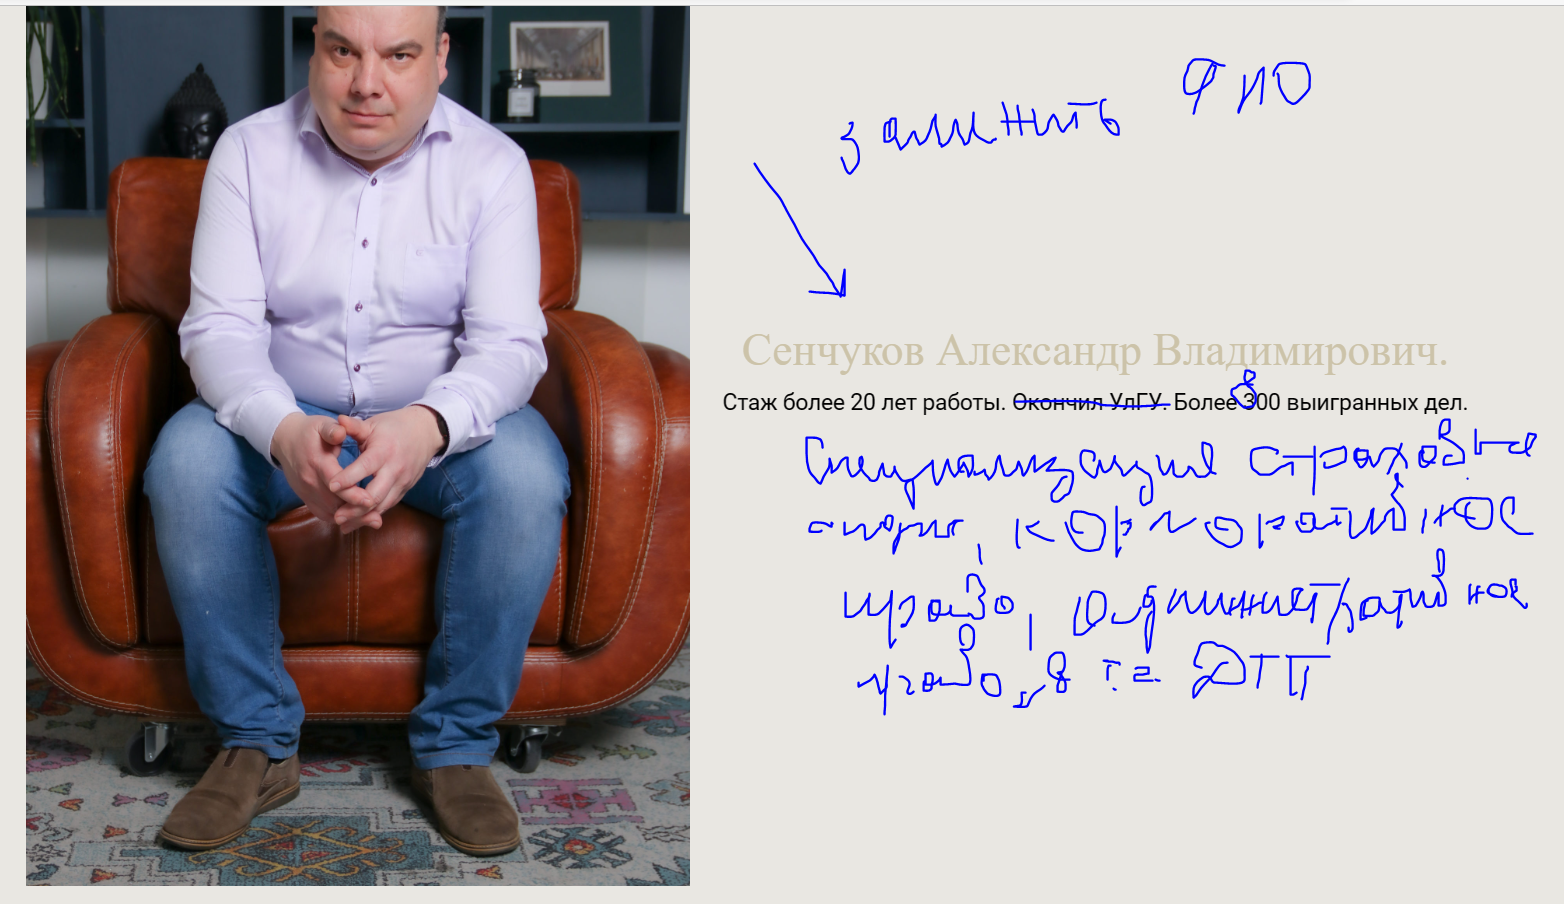 заменить ФИО
Сенчуков Александр Владимирович.
8
Стаж более 20 лет работы. Окончил УлГУ. Более 300 выигранных дел.
Специализация страховые
споры, корпоративное
право, административное
право, в т.ч. ДТП